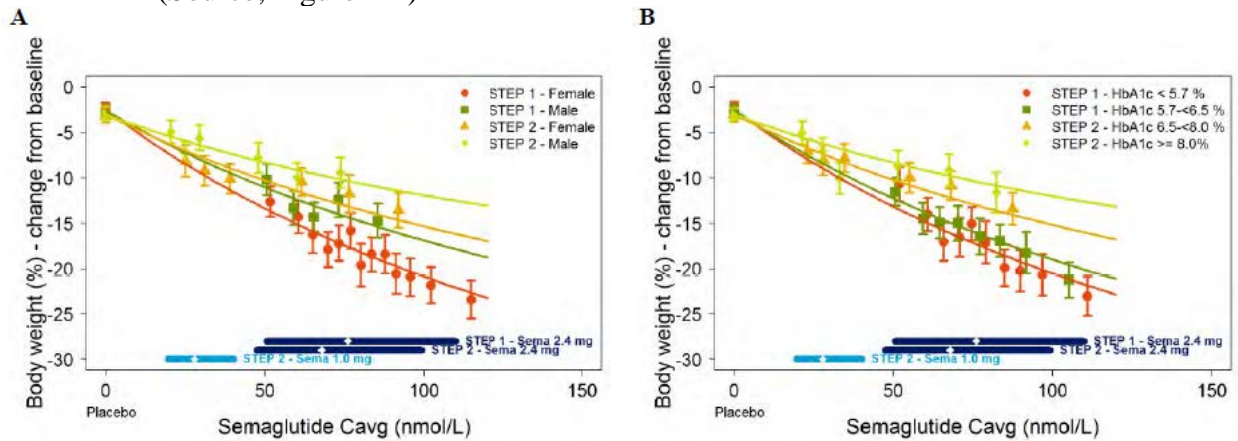 A
B
Body weight (%) - change from baseline
0
-5
-10
-15
-20
-25
-30
STEP 1 - Female
STEP 1 - Male
STEP 2 - Female
STEP 2 - Male
STEP 1 - Sema 2.4 mg
STEP 2 - Sema 2.4 mg
STEP 2 - Sema 1.0 mg
0
50
100
150
Placebo
Semaglutide Cavg (nmol/L)
Body weight (%) - change from baseline
0
-5
-10
-15
-20
-25
-30
STEP 1 - HbA1c < 5.7 %
STEP 1 - HbA1c 5.7-<6.5 %
STEP 2 - HbA1c 6.5-<8.0 %
STEP 2 - HbA1c >= 8.0%
STEP 1 - Sema 2.4 mg
STEP 2 - Sema 2.4 mg
STEP 2 - Sema 1.0 mg
0
50
100
150
Placebo
Semaglutide Cavg (nmol/L)